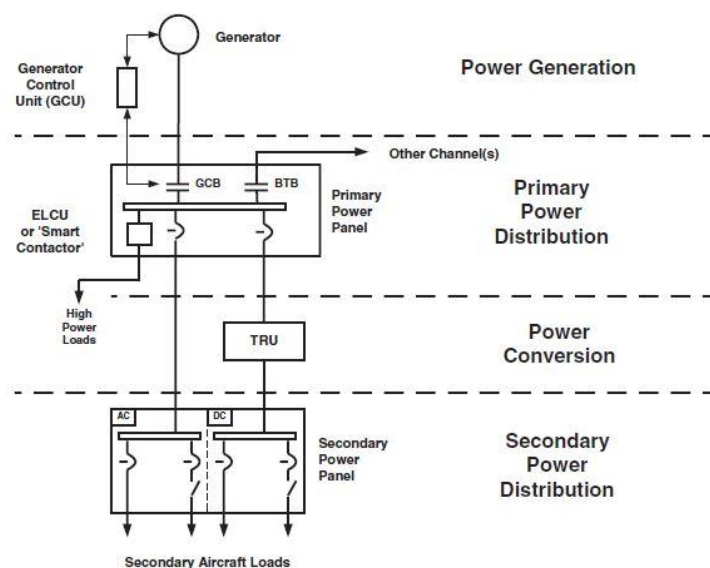 Generator
Generator
Control
Unit (GCU)
Power Generation
Other Channel(s)
GCB
BTB
Primary
Power
Panel
Primary
Power
Distribution
ELCU
or 'Smart
Contactor'
High
Power
Loads
TRU
Power
Conversion
AC
DC
Secondary
Power
Panel
Secondary
Power
Distribution
Secondary Aircraft Loads